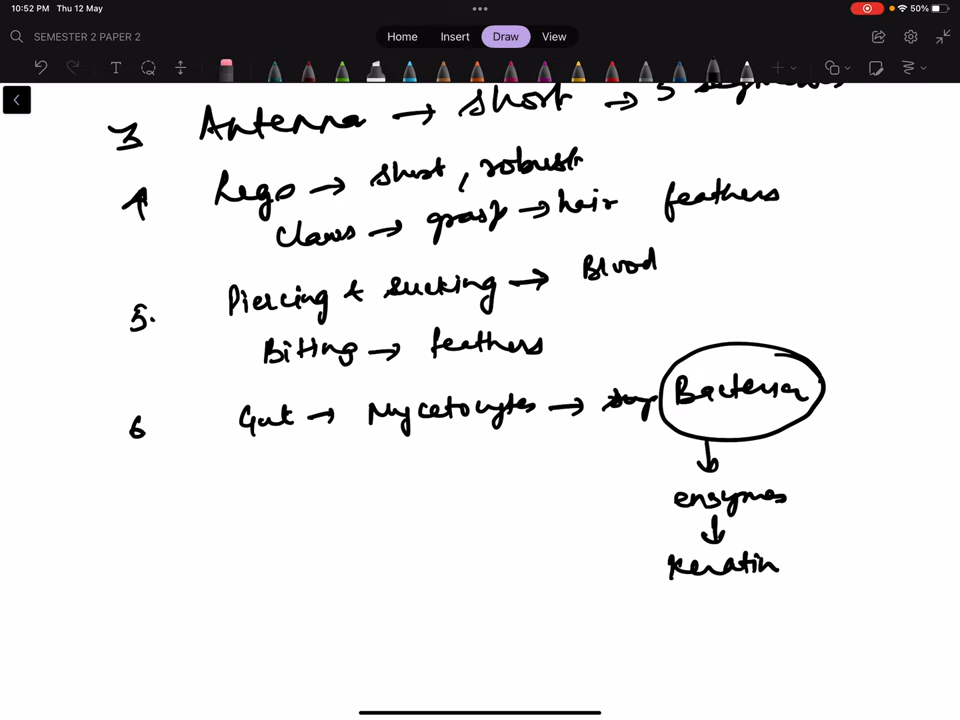 10:52 PM Thu 12 May
50%
SEMESTER 2 PAPER 2
Home Insert Draw View
3 Antenna → short → 5 segments
4 Legs → short, robust
Claws → grasp → hair feathers
5. Piercing & sucking → Blood
Biting → feathers
6 Gut → Mycetocytes → Bacteria
↓
enzymes
↓
Keratin